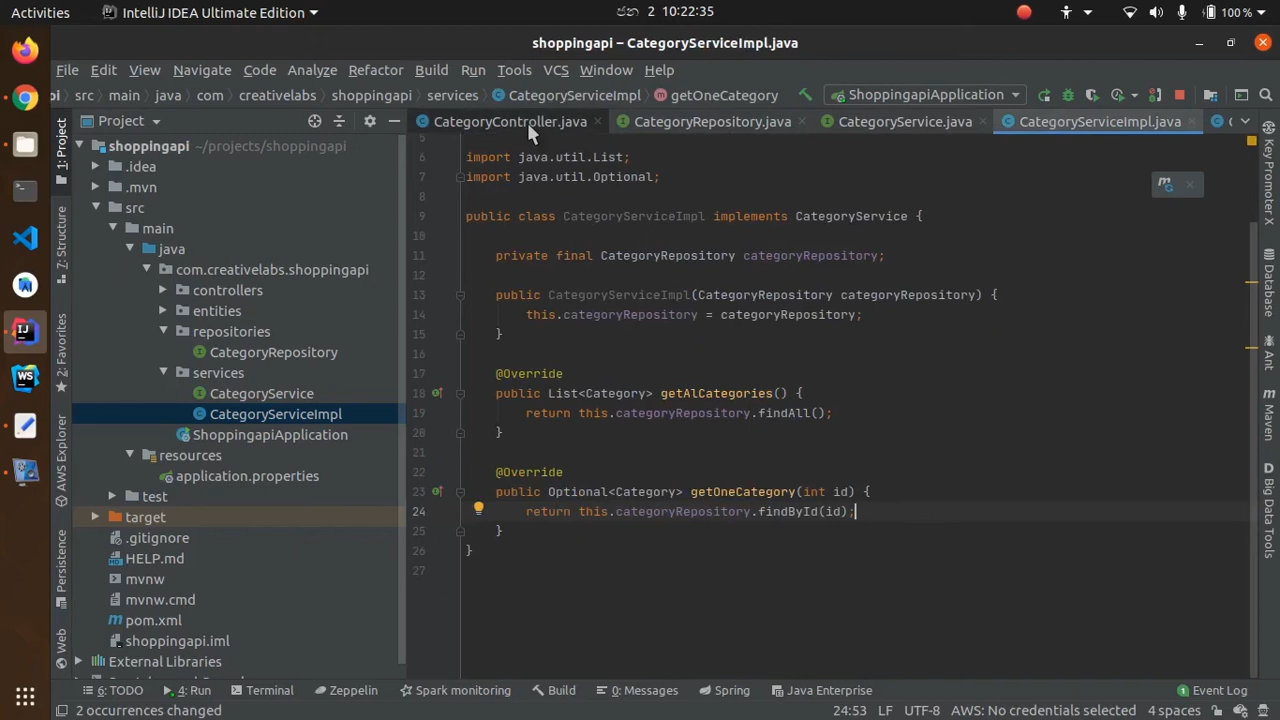 Activities
IntelliJ IDEA Ultimate Edition
ජන 2 10:22:35
100 %
shoppingapi – CategoryServiceImpl.java
File Edit View Navigate Code Analyze Refactor Build Run Tools VCS Window Help
pi src main java com creativelabs shoppingapi services CategoryServiceImpl getOneCategory ShoppingapiApplication
Project
CategoryController.java CategoryRepository.java CategoryService.java CategoryServiceImpl.java
1: Project
7: Structure
2: Favorites
AWS Explorer
Persistence
Web
shoppingapi ~/projects/shoppingapi
.idea
.mvn
src
main
java
com.creativelabs.shoppingapi
controllers
entities
repositories
CategoryRepository
services
CategoryService
CategoryServiceImpl
ShoppingapiApplication
resources
application.properties
test
target
.gitignore
HELP.md
mvnw
mvnw.cmd
pom.xml
shoppingapi.iml
External Libraries
5
6 import java.util.List;
7 import java.util.Optional;
8
9 public class CategoryServiceImpl implements CategoryService {
10
11 private final CategoryRepository categoryRepository;
12
13 public CategoryServiceImpl(CategoryRepository categoryRepository) {
14 this.categoryRepository = categoryRepository;
15 }
16
17 @Override
18 public List<Category> getAlCategories() {
19 return this.categoryRepository.findAll();
20 }
21
22 @Override
23 public Optional<Category> getOneCategory(int id) {
24 return this.categoryRepository.findById(id);
25 }
26 }
27
Key Promoter X
Database
Ant
Maven
Big Data Tools
6: TODO 4: Run Terminal Zeppelin Spark monitoring Build 0: Messages Spring Java Enterprise 1 Event Log
2 occurrences changed
24:53 LF UTF-8 AWS: No credentials selected 4 spaces